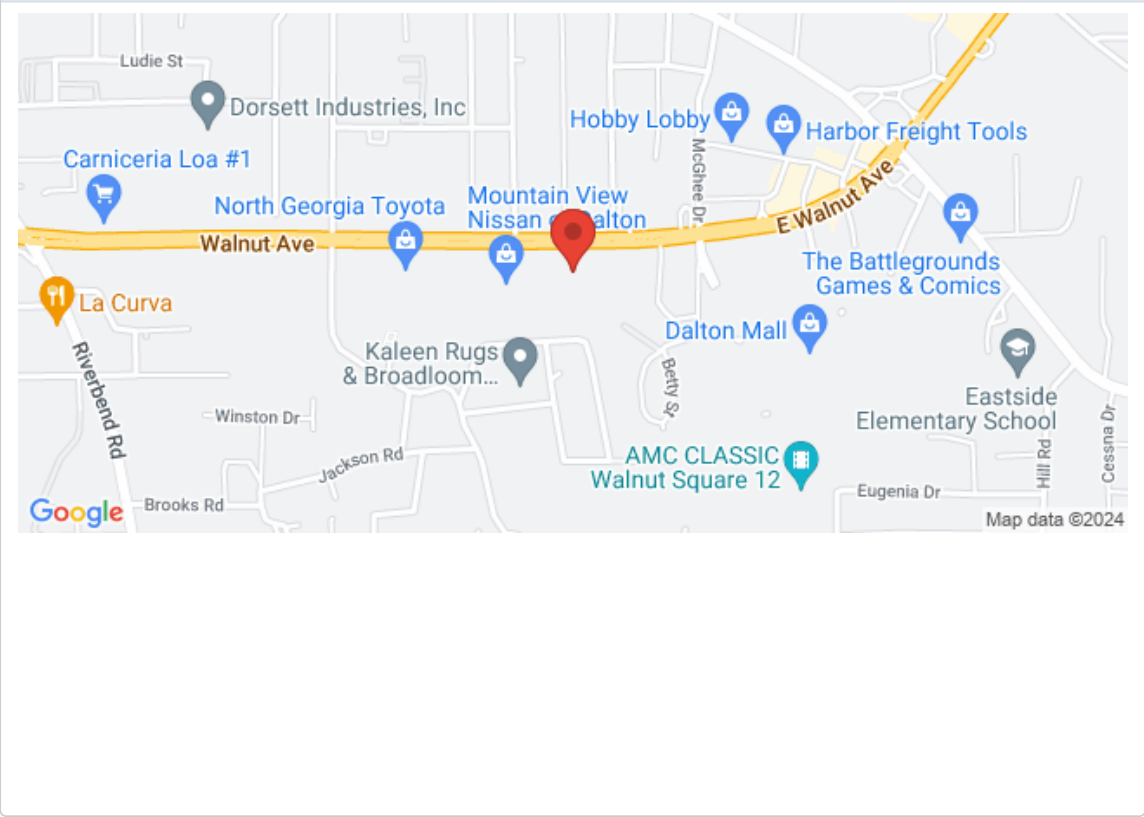 Ludie St
Dorsett Industries, Inc
Hobby Lobby
Harbor Freight Tools
Carniceria Loa #1
McGhee Dr
North Georgia Toyota
Mountain View
Nissan of Dalton
Walnut Ave
E Walnut Ave
The Battlegrounds
Games & Comics
La Curva
Dalton Mall
Kaleen Rugs
& Broadloom...
Riverbend Rd
Betty St
Eastside
Elementary School
Winston Dr
Jackson Rd
AMC CLASSIC
Walnut Square 12
Hill Rd
Cessna Dr
Eugenia Dr
Brooks Rd
Google
Map data ©2024